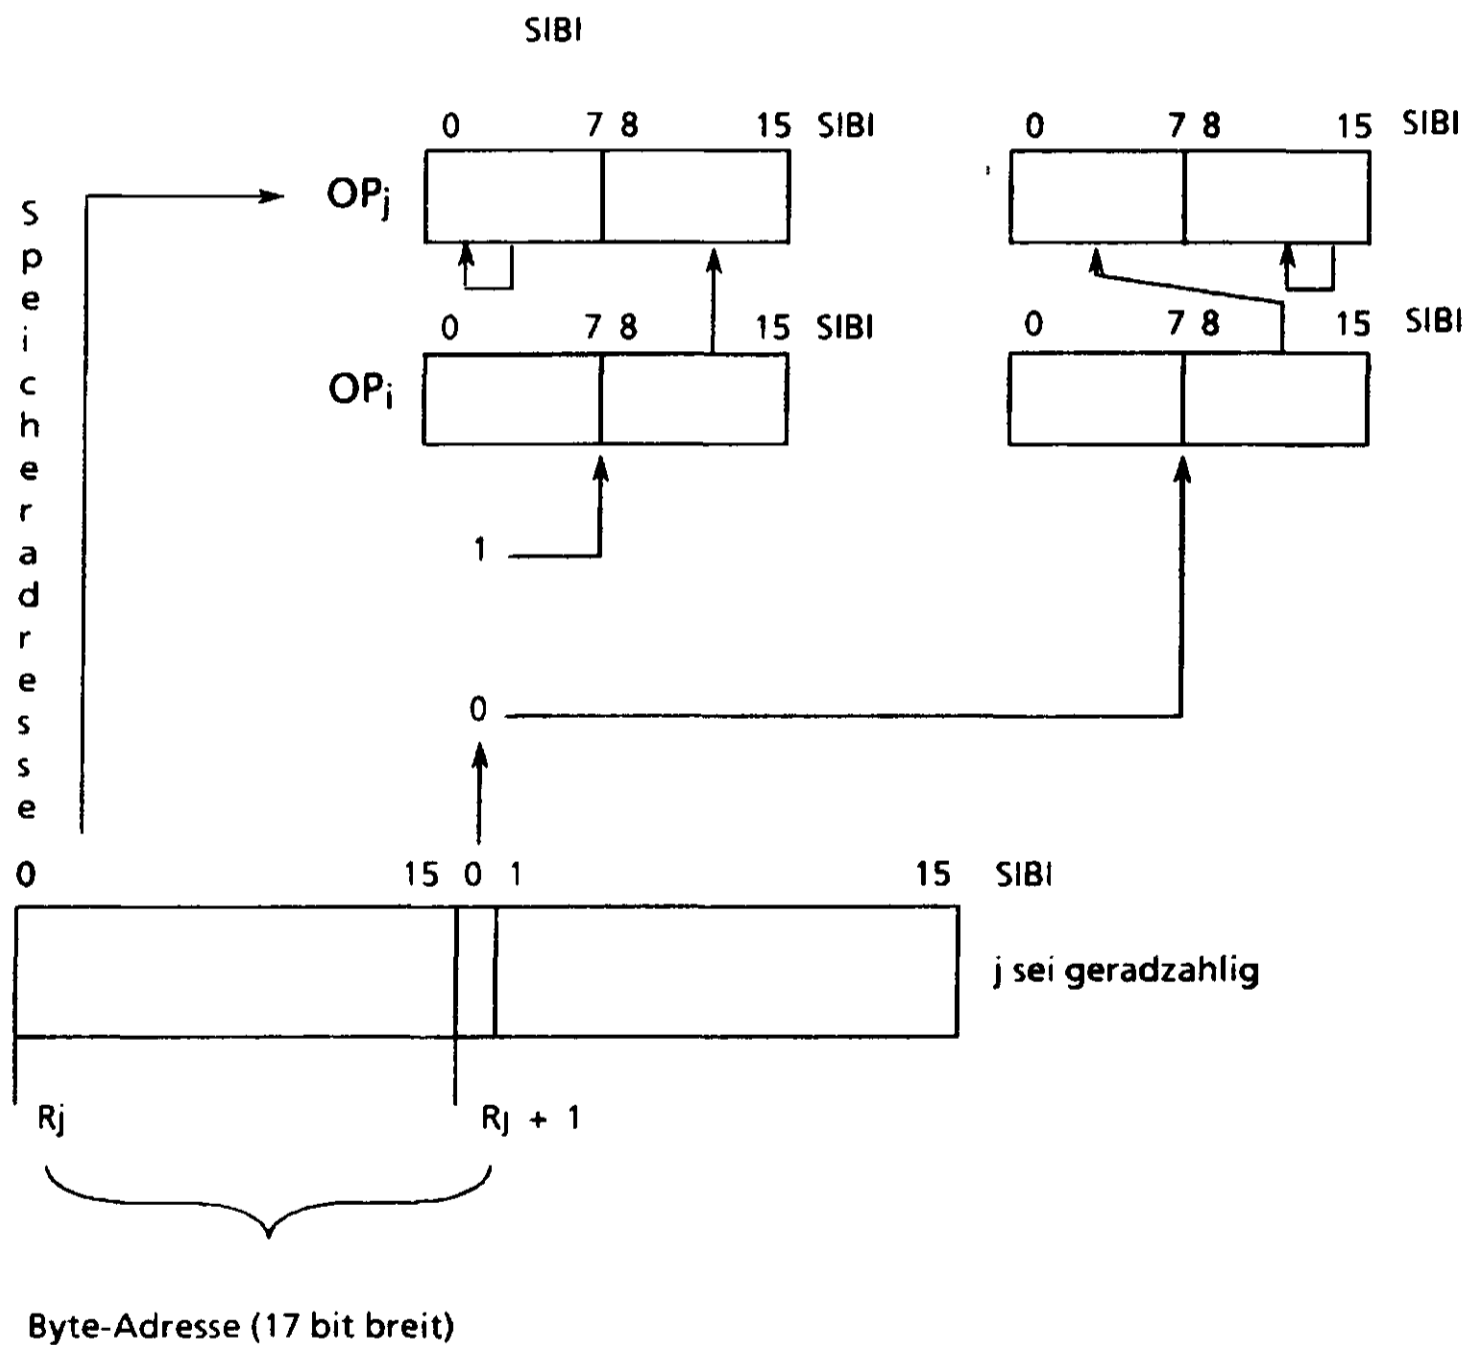 SIBI
0 7 8 15 SIBI 0 7 8 15 SIBI
OPj
0 7 8 15 SIBI 0 7 8 15 SIBI
OPi
Speicheradresse
1
0
0 15 0 1 15 SIBI
j sei geradzahlig
Rj Rj + 1
Byte-Adresse (17 bit breit)